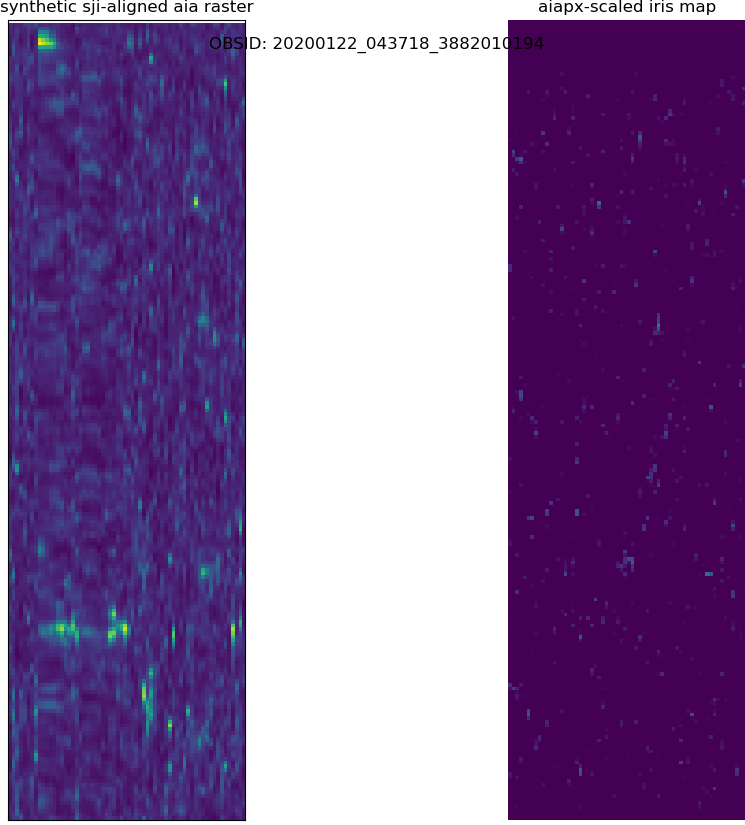 synthetic sji-aligned aia raster
aiapx-scaled iris map
OBSID: 20200122_043718_3882010194